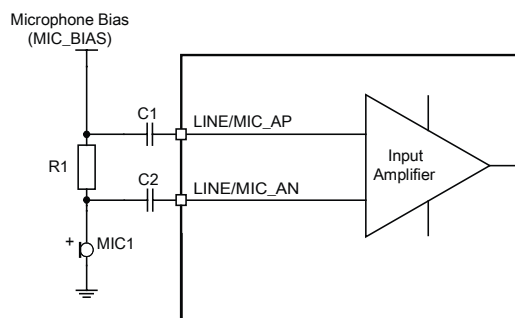 Microphone Bias
(MIC_BIAS)
C1
LINE/MIC_AP
R1
Input
Amplifier
C2
LINE/MIC_AN
+
MIC1